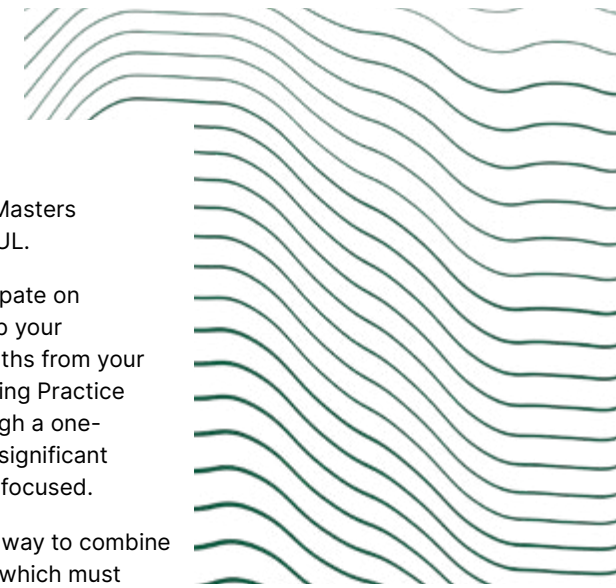 Masters
UL.
pate on
your
ths from your
ing Practice
gh a one-
significant
focused.
way to combine
which must